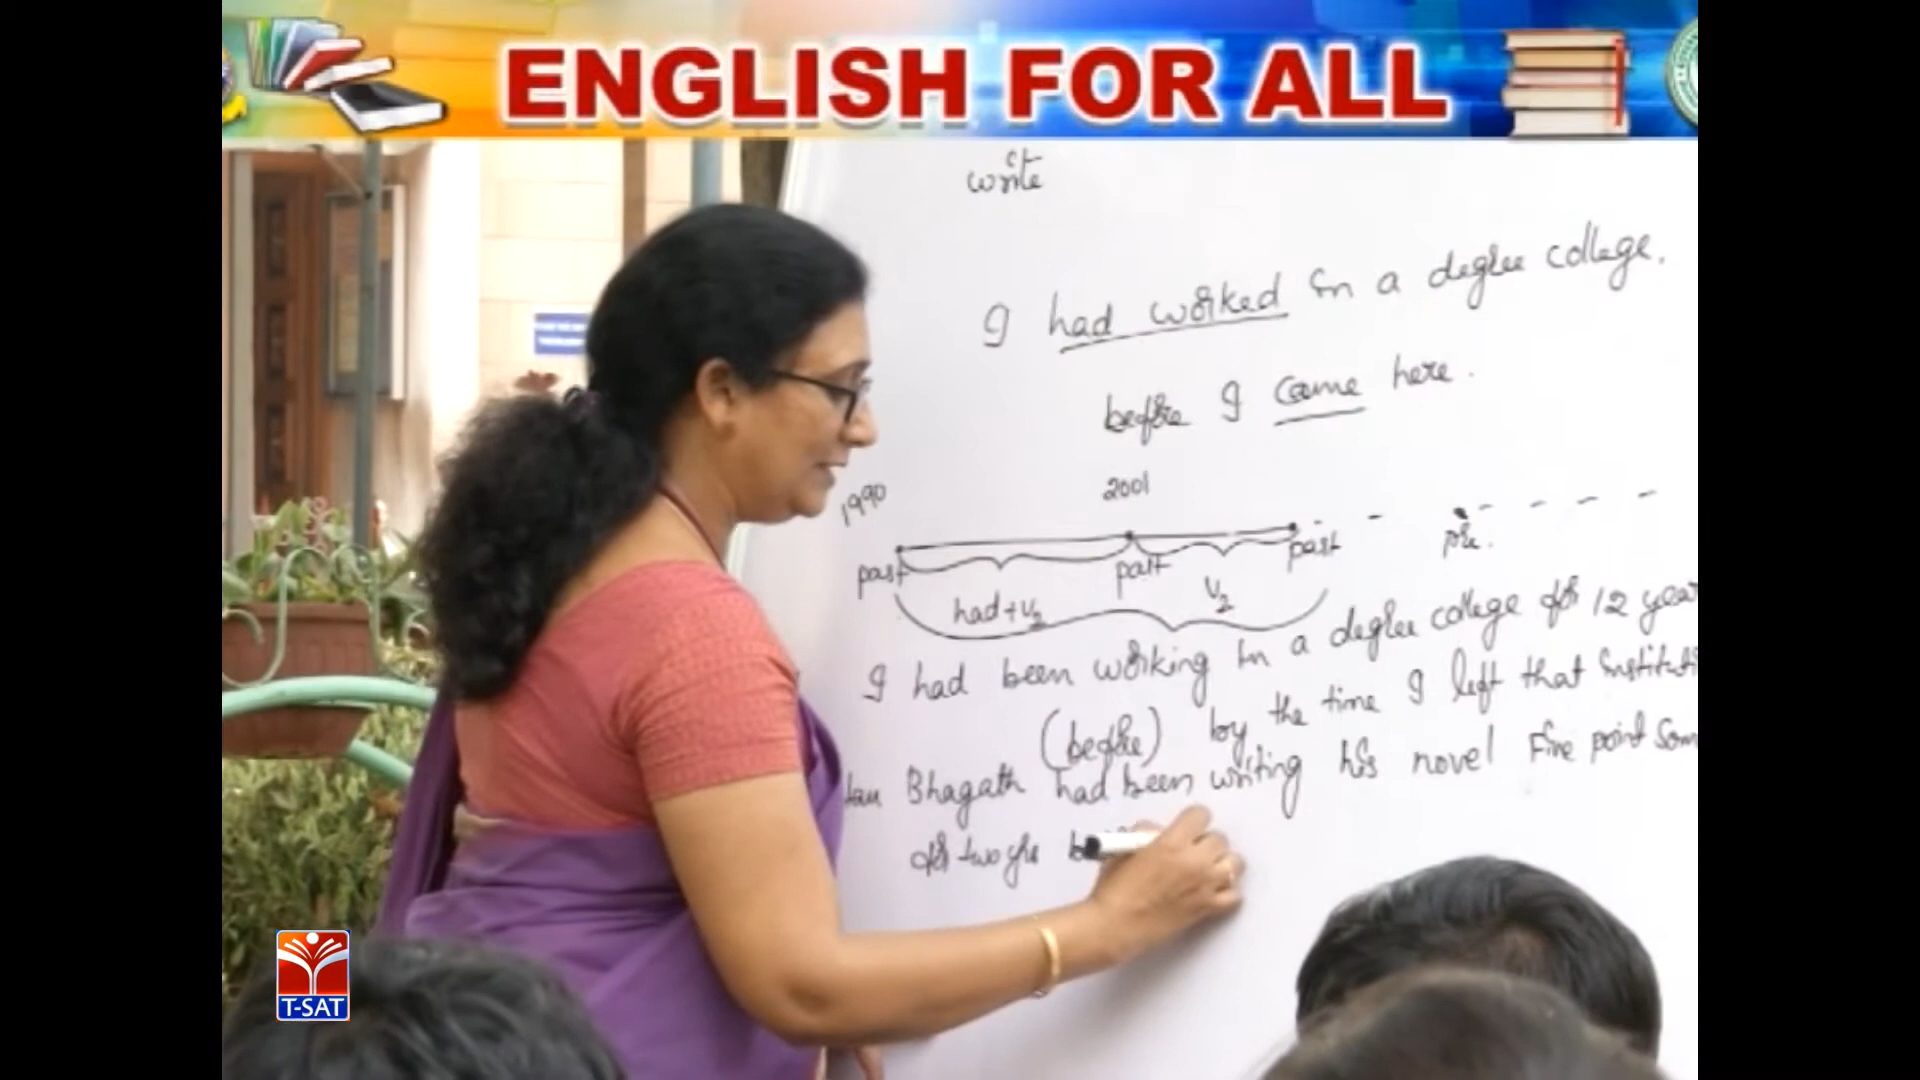 ENGLISH FOR ALL
write
I had worked in a degree college.
before I came here.
1990 2001
past past past pre.
had+V3 V2
I had been working in a degree college for 12 year
(before) by the time I left that instituti
tan Bhagath had been writing his novel Five point Som
for two yrs b
T-SAT